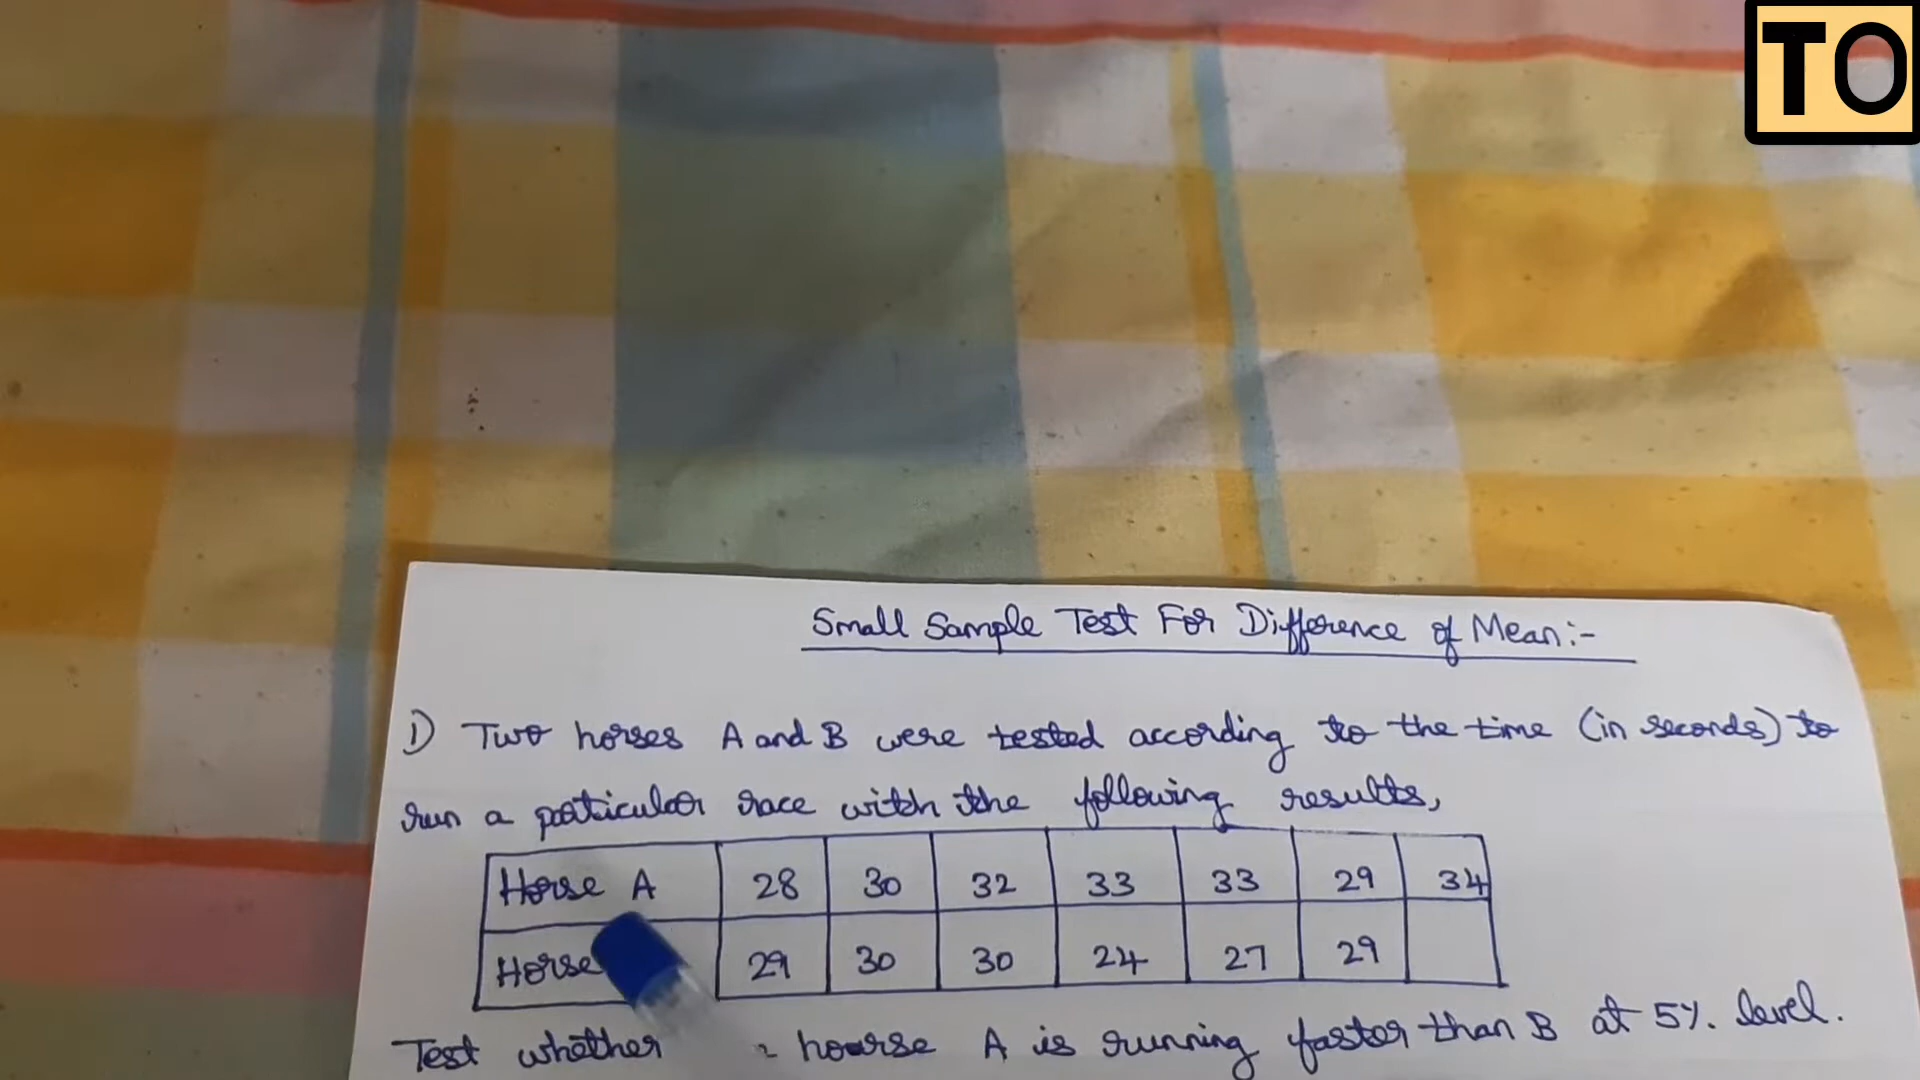 TO
Small Sample Test For Difference of Mean:-
1) Two horses A and B were tested according to the time (in seconds) to
run a particular race with the following results,
Horse A 28 30 32 33 33 29 34
Horse 29 30 30 24 27 29
Test whether horse A is running faster than B at 5%. level.